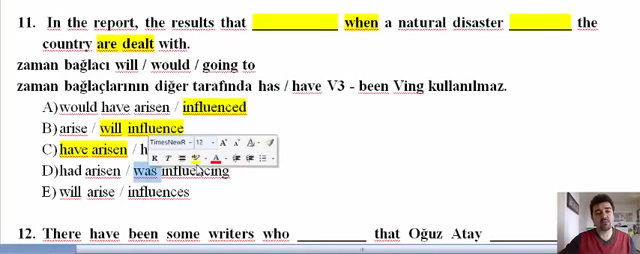 11. In the report, the results that __________ when a natural disaster _______ the
country are dealt with.
zaman bağlacı will / would / going to
zaman bağlaçlarının diğer tarafında has / have V3 - been Ving kullanılmaz.
A) would have arisen / influenced
B) arise / will influence
C) have arisen / h
TimesNewR 12
D) had arisen / was influencing
E) will arise / influences
12. There have been some writers who ________ that Oğuz Atay ________